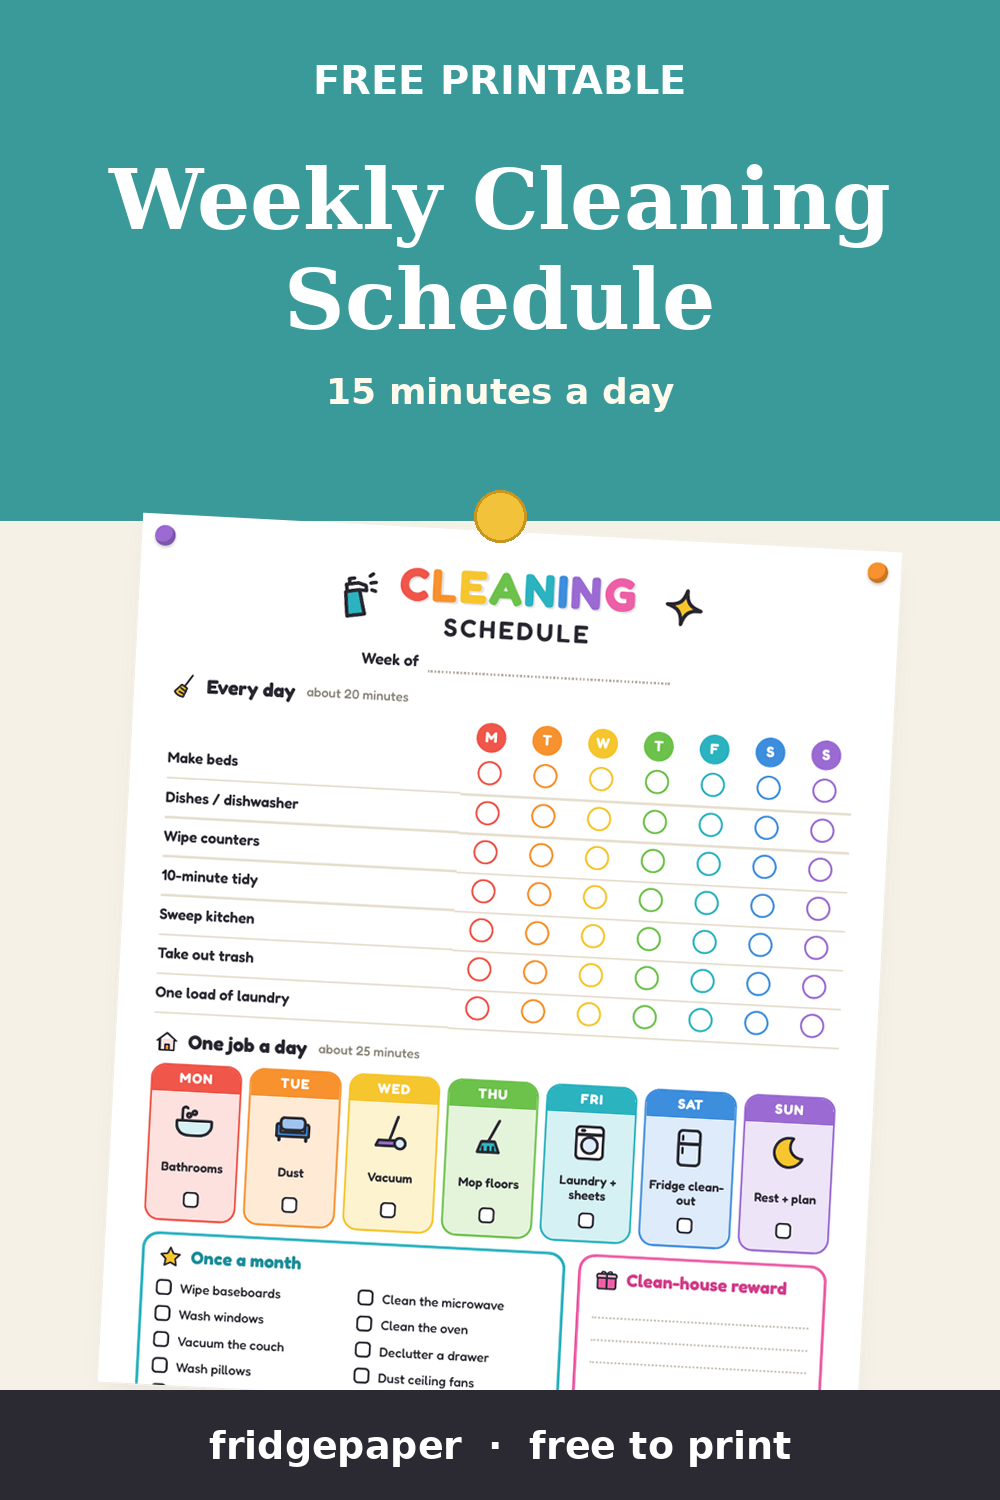 FREE PRINTABLE
Weekly Cleaning
Schedule
15 minutes a day
CLEANING
SCHEDULE
Week of
Every day about 20 minutes
M T W T F S S
Make beds
Dishes / dishwasher
Wipe counters
10-minute tidy
Sweep kitchen
Take out trash
One load of laundry
One job a day about 25 minutes
MON TUE WED THU FRI SAT SUN
Bathrooms
Dust
Vacuum
Mop floors
Laundry +
sheets
Fridge clean-
out
Rest + plan
Once a month
Wipe baseboards
Wash windows
Vacuum the couch
Wash pillows
Clean the microwave
Clean the oven
Declutter a drawer
Dust ceiling fans
Clean-house reward
fridgepaper · free to print